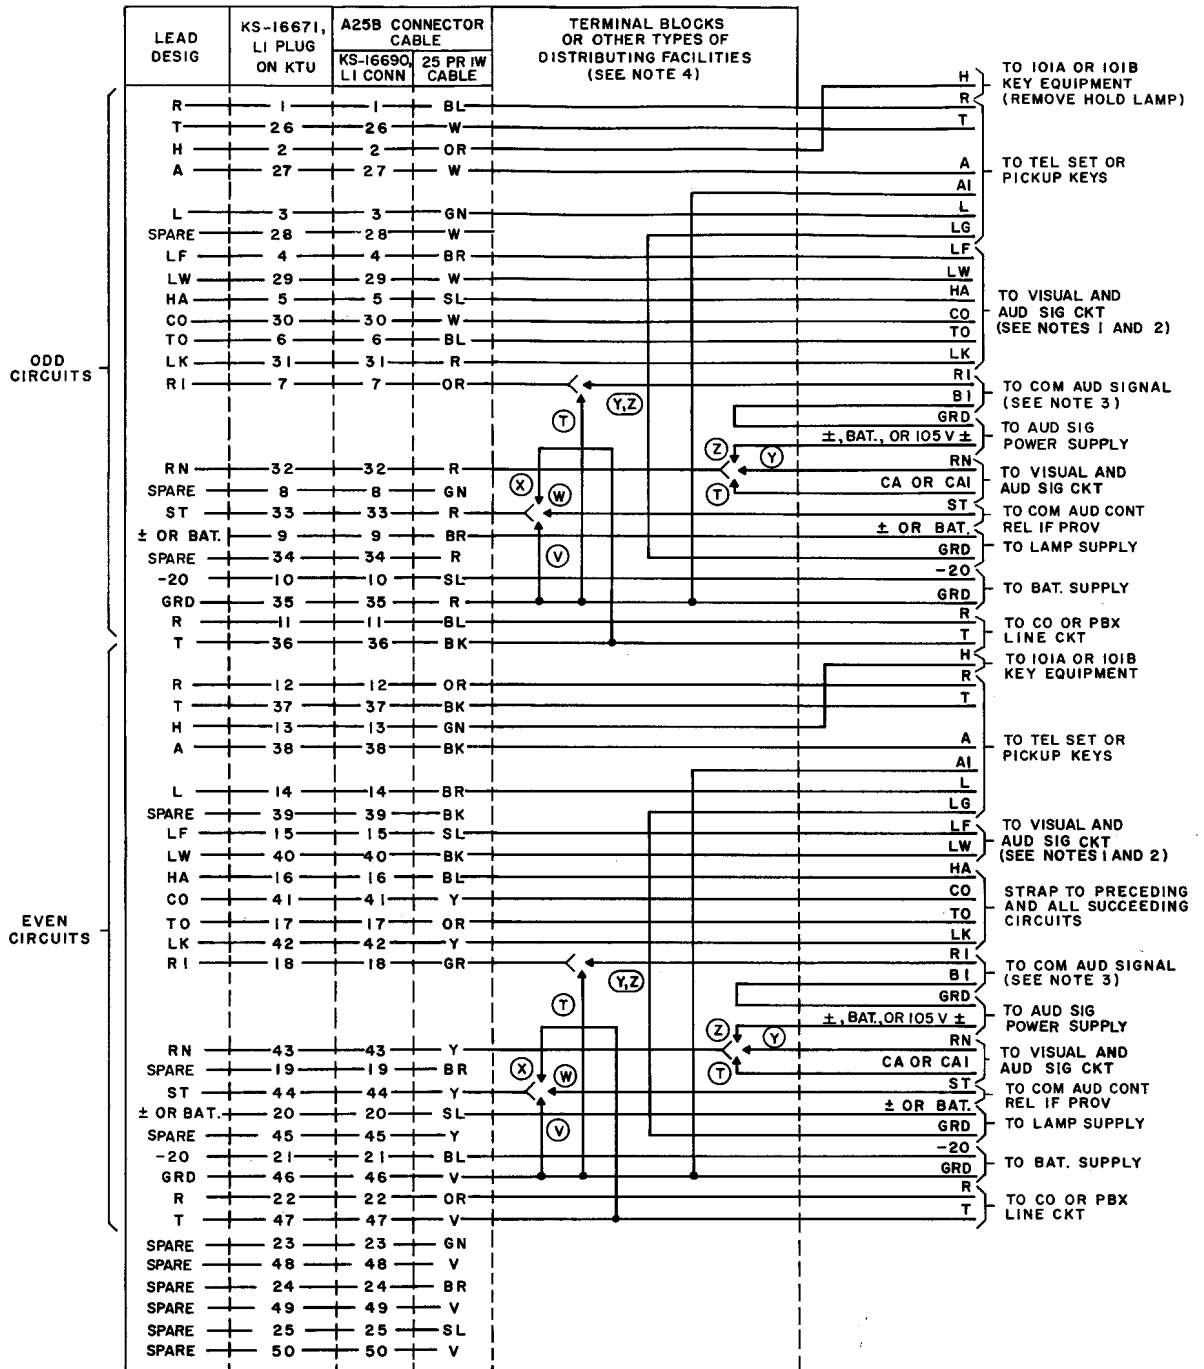 LEAD DESIG
KS-16671, L1 PLUG ON KTU
A25B CONNECTOR CABLE
KS-16690, L1 CONN
25 PR IW CABLE
TERMINAL BLOCKS
OR OTHER TYPES OF
DISTRIBUTING FACILITIES
(SEE NOTE 4)
ODD CIRCUITS
R 1 1 BL
T 26 26 W
H 2 2 OR
A 27 27 W
L 3 3 GN
SPARE 28 28 W
LF 4 4 BR
LW 29 29 W
HA 5 5 SL
CO 30 30 W
TO 6 6 BL
LK 31 31 R
R1 7 7 OR
RN 32 32 R
SPARE 8 8 GN
ST 33 33 R
± OR BAT. 9 9 BR
SPARE 34 34 R
-20 10 10 SL
GRD 35 35 R
R 11 11 BL
T 36 36 BK
Y,Z
T
X
W
V
Z
Y
T
H
TO 101A OR 101B
KEY EQUIPMENT
(REMOVE HOLD LAMP)
R
T
A
A1
L
LG
TO TEL SET OR
PICKUP KEYS
LF
LW
HA
CO
TO
LK
TO VISUAL AND
AUD SIG CKT
(SEE NOTES 1 AND 2)
R1
B1
TO COM AUD SIGNAL
(SEE NOTE 3)
GRD
±, BAT., OR 105 V ±
TO AUD SIG
POWER SUPPLY
RN
CA OR CA1
TO VISUAL AND
AUD SIG CKT
ST
TO COM AUD CONT
REL IF PROV
± OR BAT.
GRD
TO LAMP SUPPLY
-20
GRD
TO BAT. SUPPLY
R
T
TO CO OR PBX
LINE CKT
EVEN CIRCUITS
R 12 12 OR
T 37 37 BK
H 13 13 GN
A 38 38 BK
L 14 14 BR
SPARE 39 39 BK
LF 15 15 SL
LW 40 40 BK
HA 16 16 BL
CO 41 41 Y
TO 17 17 OR
LK 42 42 Y
R1 18 18 GR
RN 43 43 Y
SPARE 19 19 BR
ST 44 44 Y
± OR BAT. 20 20 SL
SPARE 45 45 Y
-20 21 21 BL
GRD 46 46 V
R 22 22 OR
T 47 47 V
SPARE 23 23 GN
SPARE 48 48 V
SPARE 24 24 BR
SPARE 49 49 V
SPARE 25 25 SL
SPARE 50 50 V
Y,Z
T
X
W
V
Z
Y
T
H
TO 101A OR 101B
KEY EQUIPMENT
R
T
A
A1
L
LG
TO TEL SET OR
PICKUP KEYS
LF
LW
TO VISUAL AND
AUD SIG CKT
(SEE NOTES 1 AND 2)
HA
CO
TO
LK
STRAP TO PRECEDING
AND ALL SUCCEEDING
CIRCUITS
R1
B1
TO COM AUD SIGNAL
(SEE NOTE 3)
GRD
±, BAT., OR 105 V ±
TO AUD SIG
POWER SUPPLY
RN
CA OR CA1
TO VISUAL AND
AUD SIG CKT
ST
TO COM AUD CONT
REL IF PROV
± OR BAT.
GRD
TO LAMP SUPPLY
-20
GRD
TO BAT. SUPPLY
R
T
TO CO OR PBX
LINE CKT